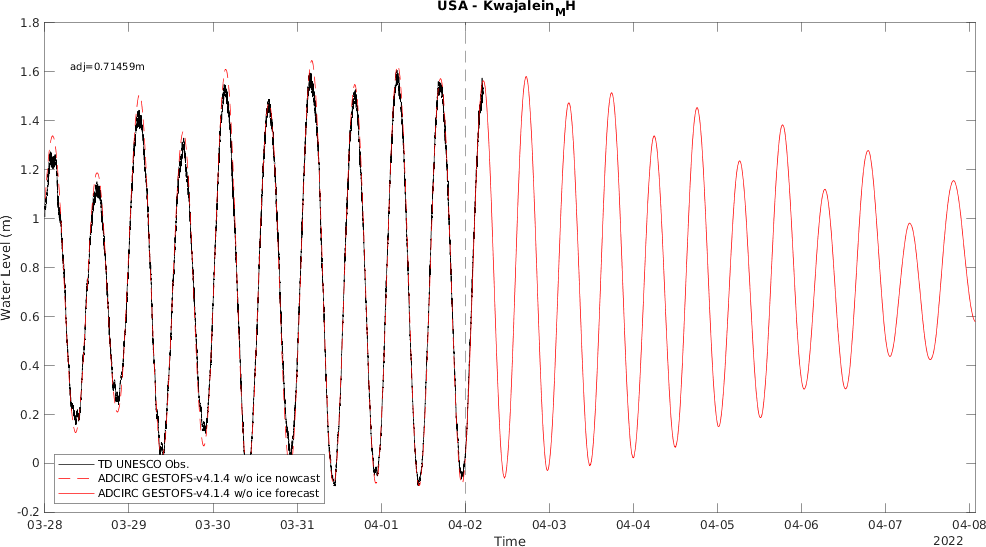 USA - Kwajalein_MH
adj=0.71459m
1.8
1.6
1.4
1.2
1
0.8
0.6
0.4
0.2
0
-0.2
Water Level (m)
TD UNESCO Obs.
ADCIRC GESTOFS-v4.1.4 w/o ice nowcast
ADCIRC GESTOFS-v4.1.4 w/o ice forecast
03-28 03-29 03-30 03-31 04-01 04-02 04-03 04-04 04-05 04-06 04-07 04-08
Time
2022